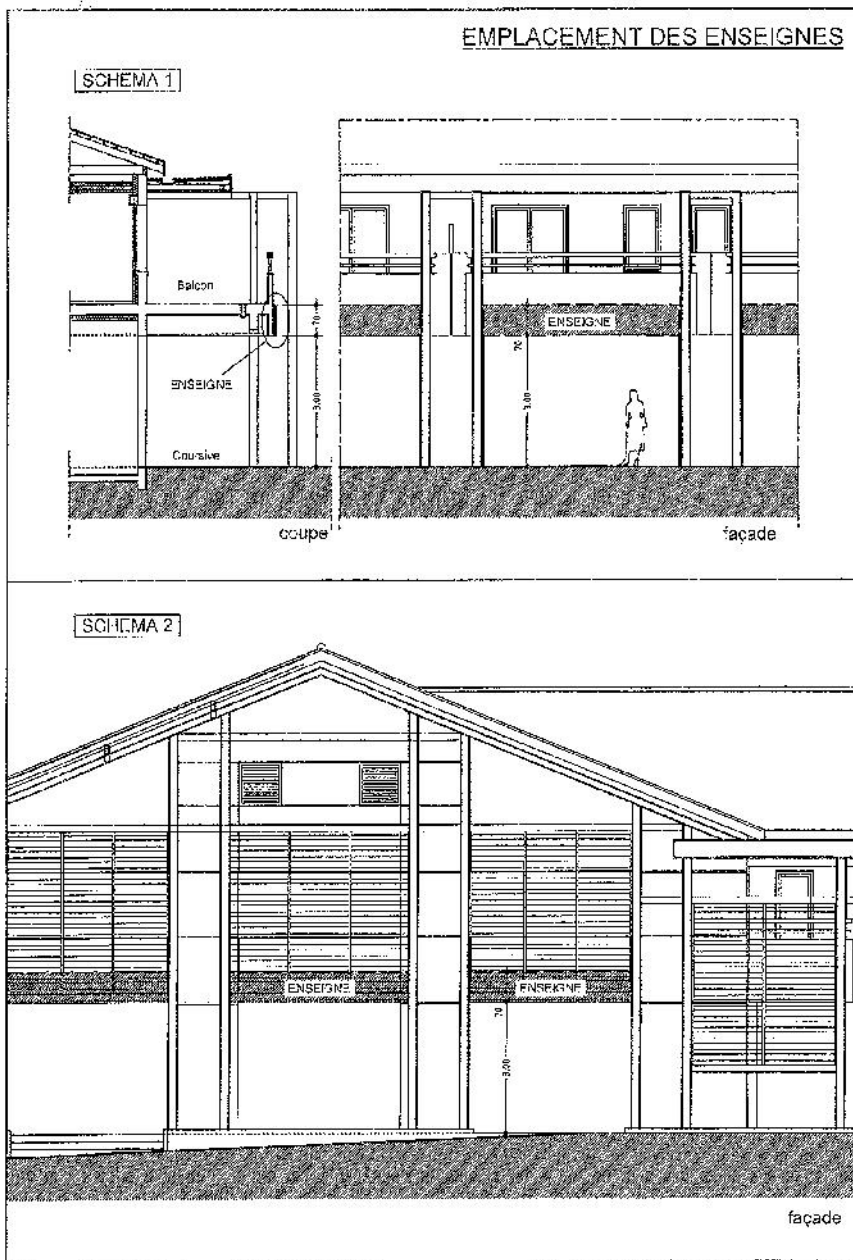 EMPLACEMENT DES ENSEIGNES
SCHEMA 1
Balcon
ENSEIGNE
Coursive
70
3,00
coupe
ENSEIGNE
70
3,00
façade
SCHEMA 2
ENSEIGNE
ENSEIGNE
70
3,00
façade